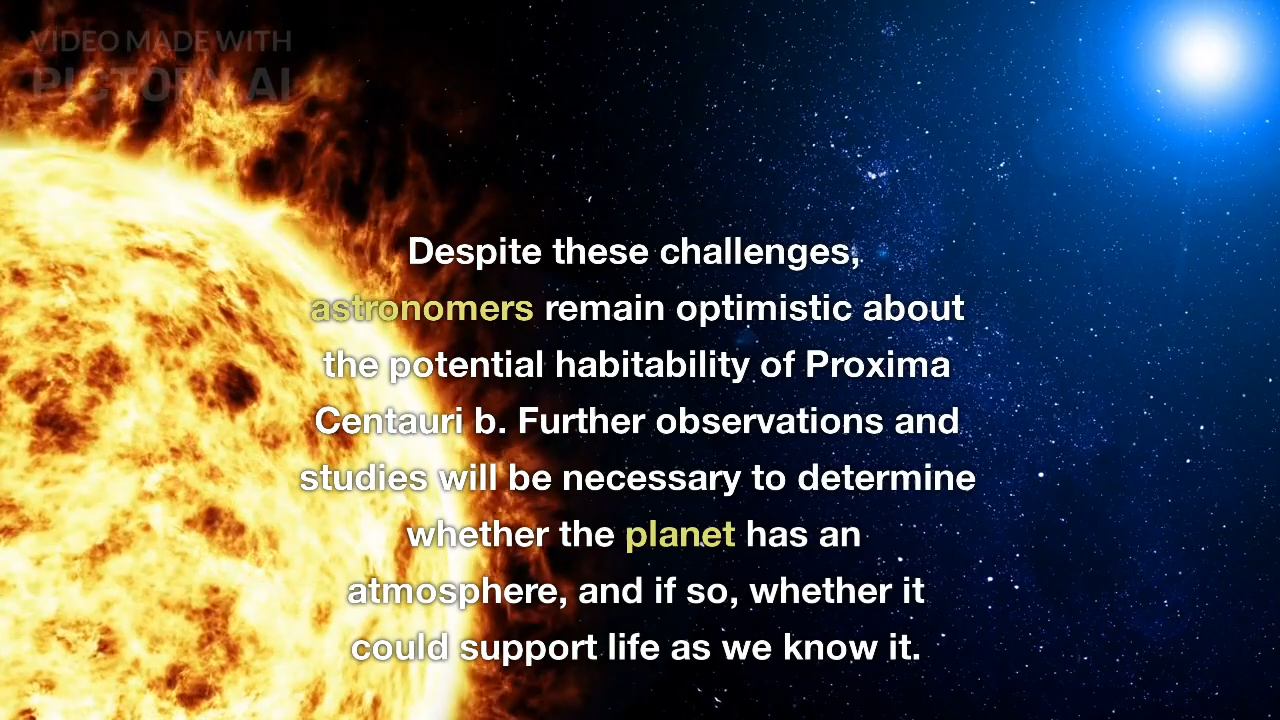 VIDEO MADE WITH
PICTORY AI
Despite these challenges,
astronomers remain optimistic about
the potential habitability of Proxima
Centauri b. Further observations and
studies will be necessary to determine
whether the planet has an
atmosphere, and if so, whether it
could support life as we know it.